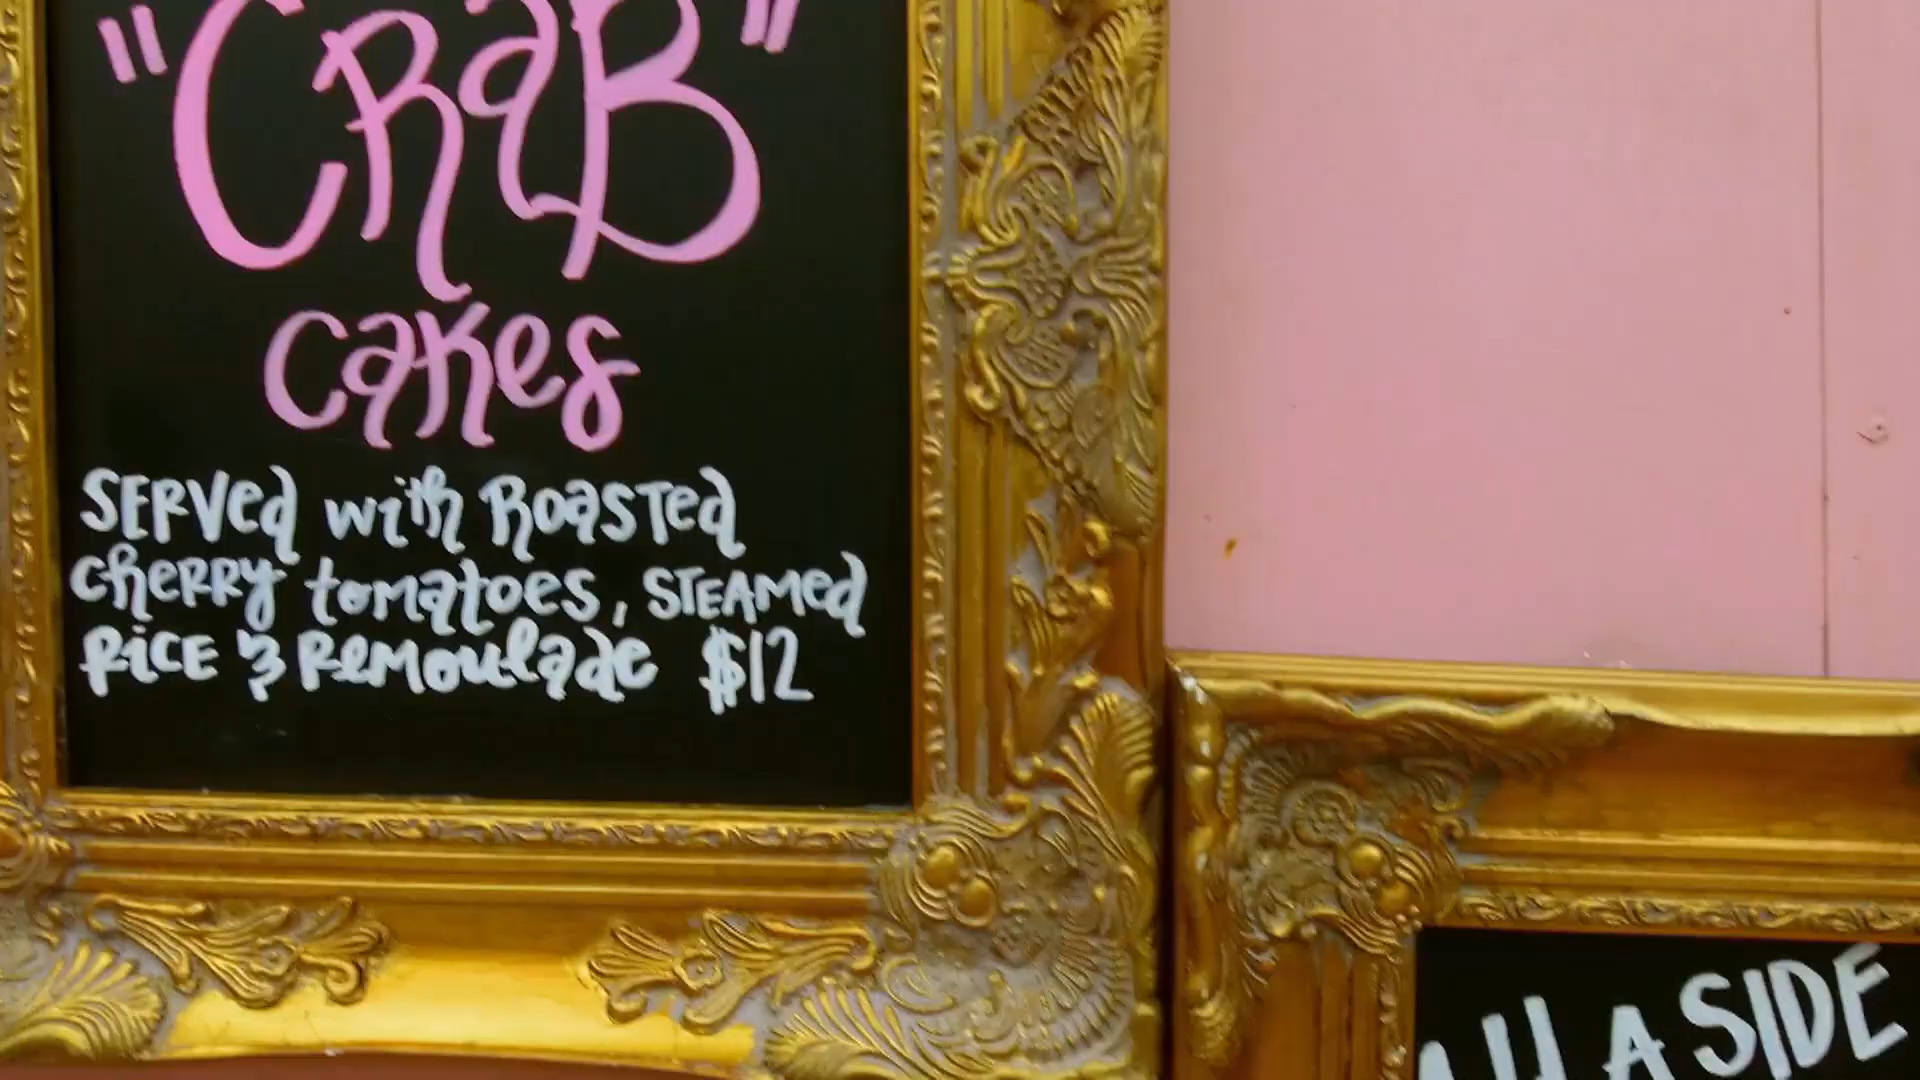 "CRaB"
cakes
SERVed with Roasted
cherry tomatoes, STEAMed
RiCE & RemoUlade $12
A SIDE